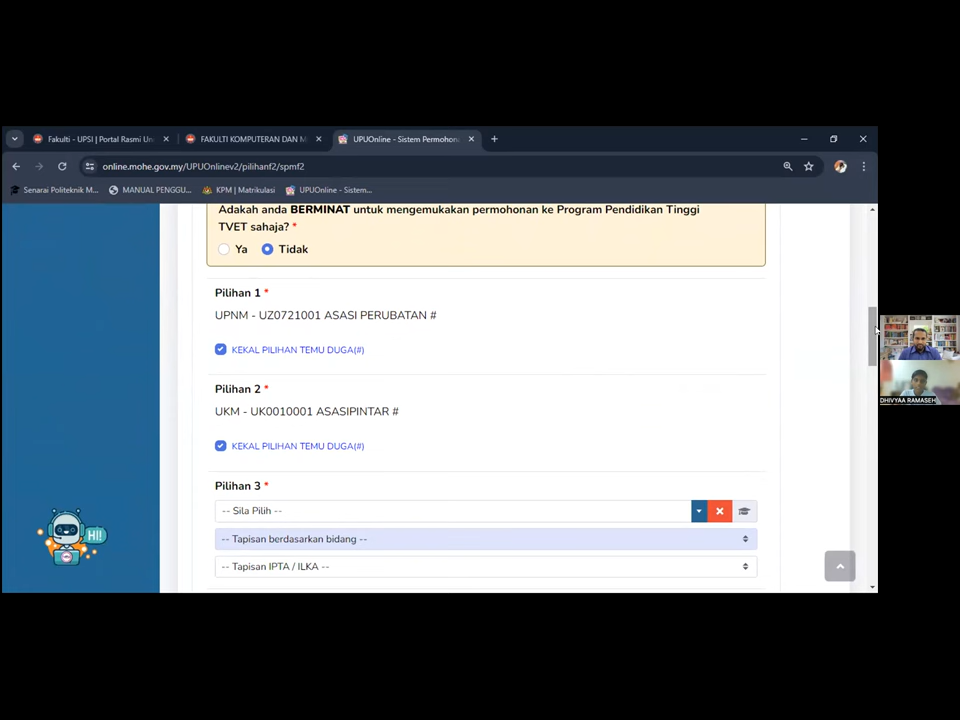 Fakulti - UPSI | Portal Rasmi Un
FAKULTI KOMPUTERAN DAN M
UPUOnline - Sistem Permohon
online.mohe.gov.my/UPUOnlinev2/pilihanf2/spmf2
Senarai Politeknik M...
MANUAL PENGGU...
KPM | Matrikulasi
UPUOnline - Sistem...
Adakah anda BERMINAT untuk mengemukakan permohonan ke Program Pendidikan Tinggi
TVET sahaja? *
Ya
Tidak
Pilihan 1 *
UPNM - UZ0721001 ASASI PERUBATAN #
KEKAL PILIHAN TEMU DUGA(#)
Pilihan 2 *
UKM - UK0010001 ASASIPINTAR #
KEKAL PILIHAN TEMU DUGA(#)
Pilihan 3 *
-- Sila Pilih --
-- Tapisan berdasarkan bidang --
-- Tapisan IPTA / ILKA --
HI!
DHIVYAA RAMASEH